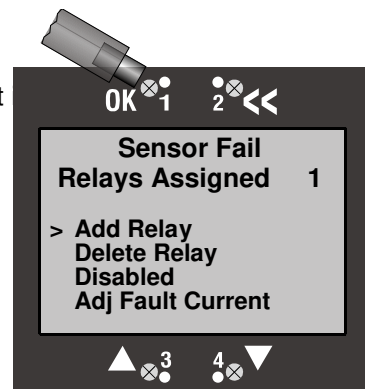 t
OK 1 2 <<
Sensor Fail
Relays Assigned 1
> Add Relay
Delete Relay
Disabled
Adj Fault Current
3 4